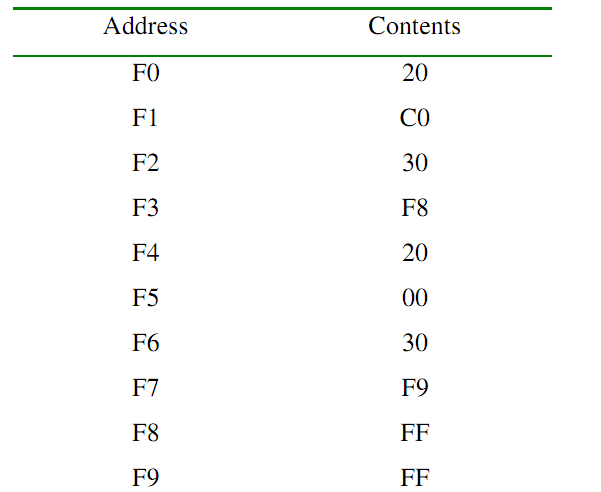 Address Contents
F0 20
F1 C0
F2 30
F3 F8
F4 20
F5 00
F6 30
F7 F9
F8 FF
F9 FF